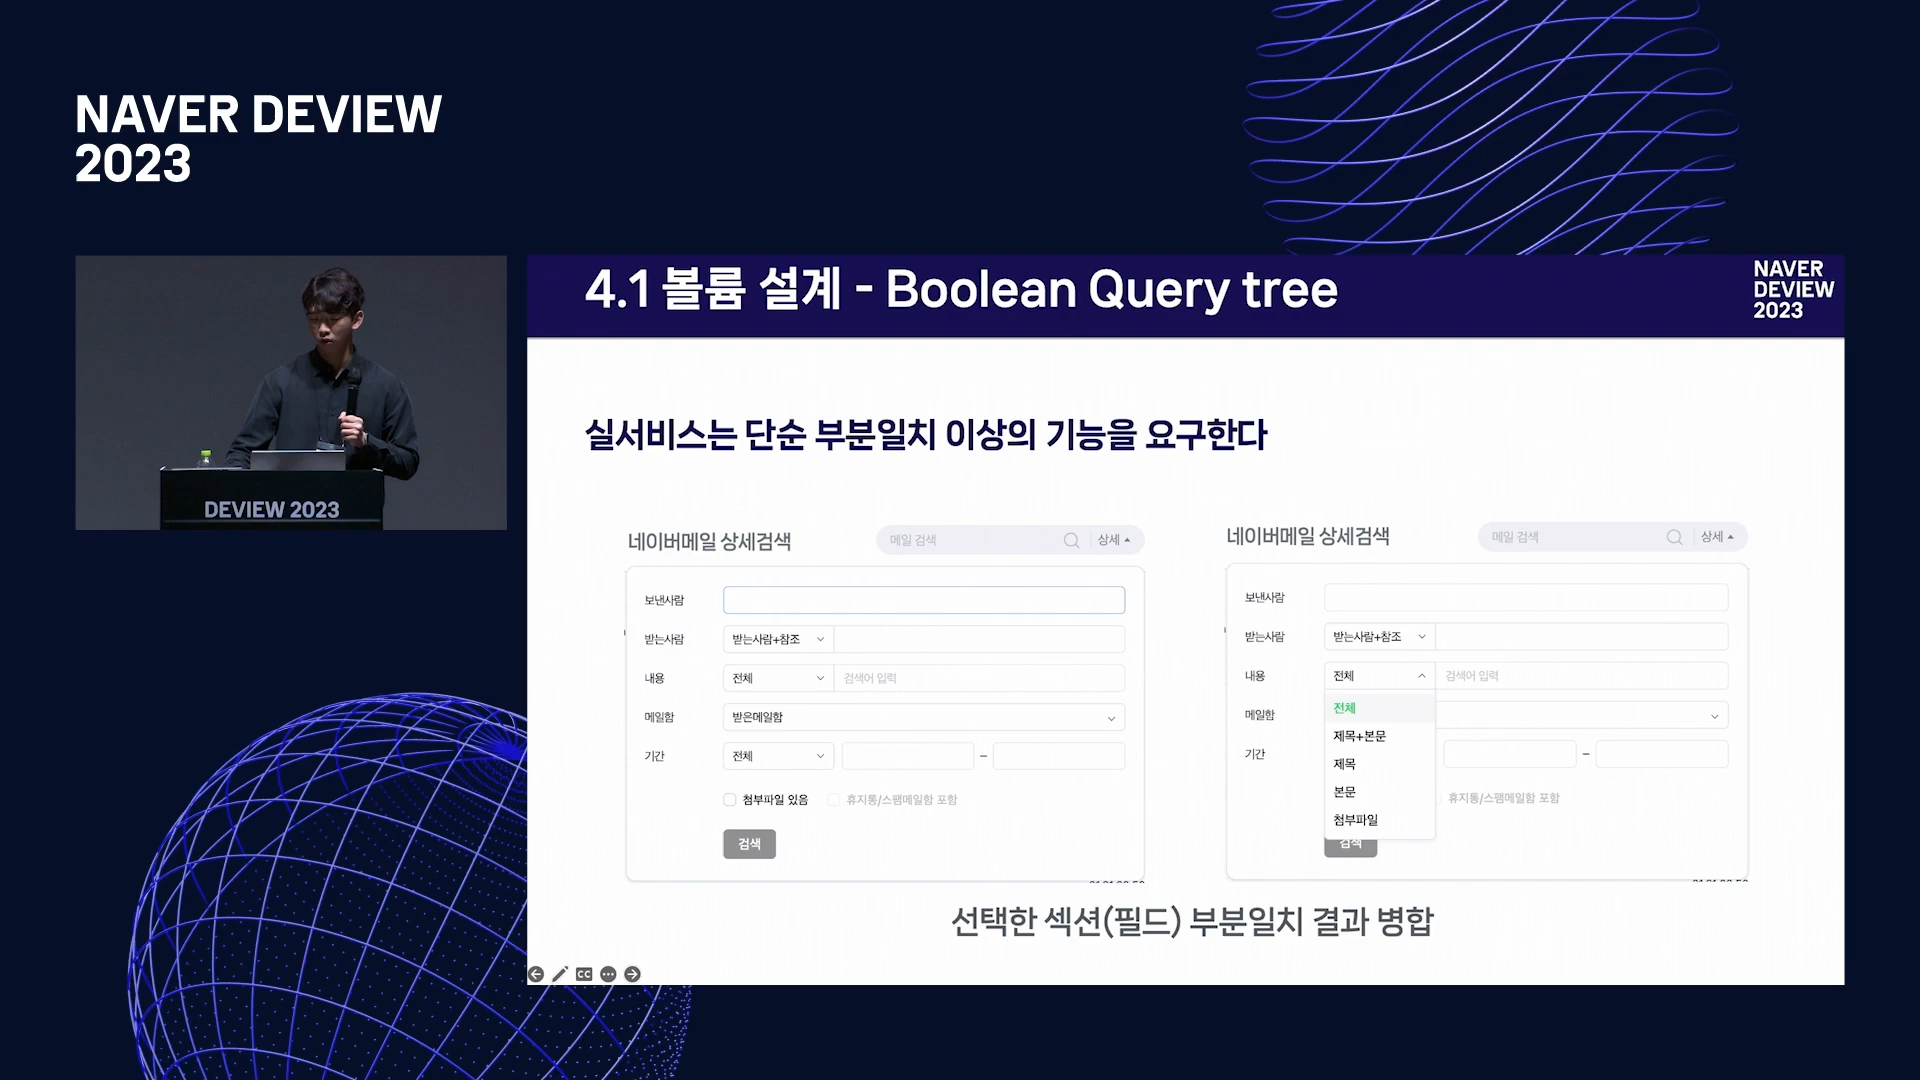 NAVER DEVIEW
2023
DEVIEW 2023
4.1 볼륨 설계 - Boolean Query tree
NAVER
DEVIEW
2023
실서비스는 단순 부분일치 이상의 기능을 요구한다
네이버메일 상세검색
메일 검색
상세
보낸사람
받는사람
받는사람+참조
내용
전체
검색어 입력
메일함
받은메일함
기간
전체
–
첨부파일 있음
휴지통/스팸메일함 포함
검색
네이버메일 상세검색
메일 검색
상세
보낸사람
받는사람
받는사람+참조
내용
전체
검색어 입력
전체
메일함
제목+본문
기간
–
제목
본문
휴지통/스팸메일함 포함
첨부파일
검색
선택한 섹션(필드) 부분일치 결과 병합
CC